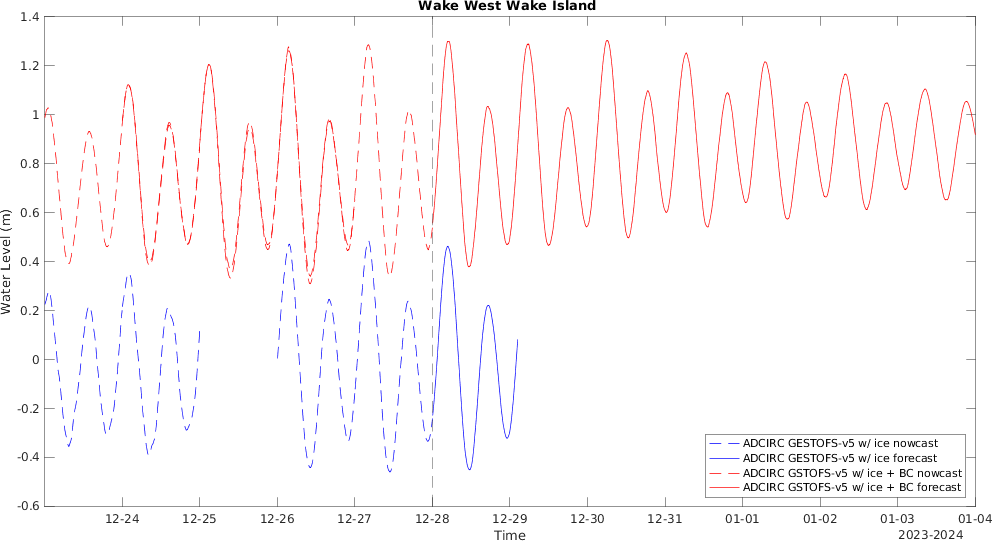 Wake West Wake Island
1.4
1.2
1
0.8
0.6
0.4
0.2
0
-0.2
-0.4
-0.6
Water Level (m)
ADCIRC GESTOFS-v5 w/ ice nowcast
ADCIRC GESTOFS-v5 w/ ice forecast
ADCIRC GSTOFS-v5 w/ ice + BC nowcast
ADCIRC GSTOFS-v5 w/ ice + BC forecast
12-24 12-25 12-26 12-27 12-28 12-29 12-30 12-31 01-01 01-02 01-03 01-04
Time
2023-2024